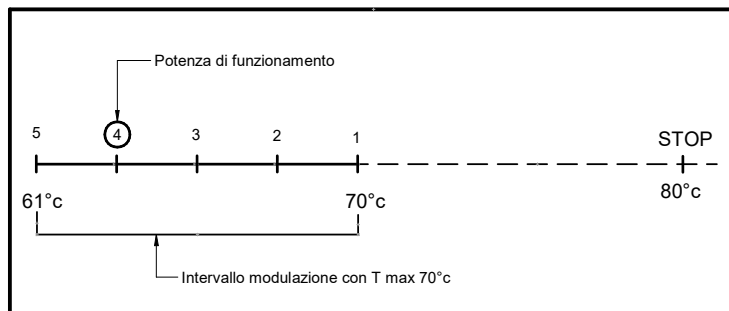 Potenza di funzionamento
5 4 3 2 1 STOP
61°c 70°c 80°c
Intervallo modulazione con T max 70°c